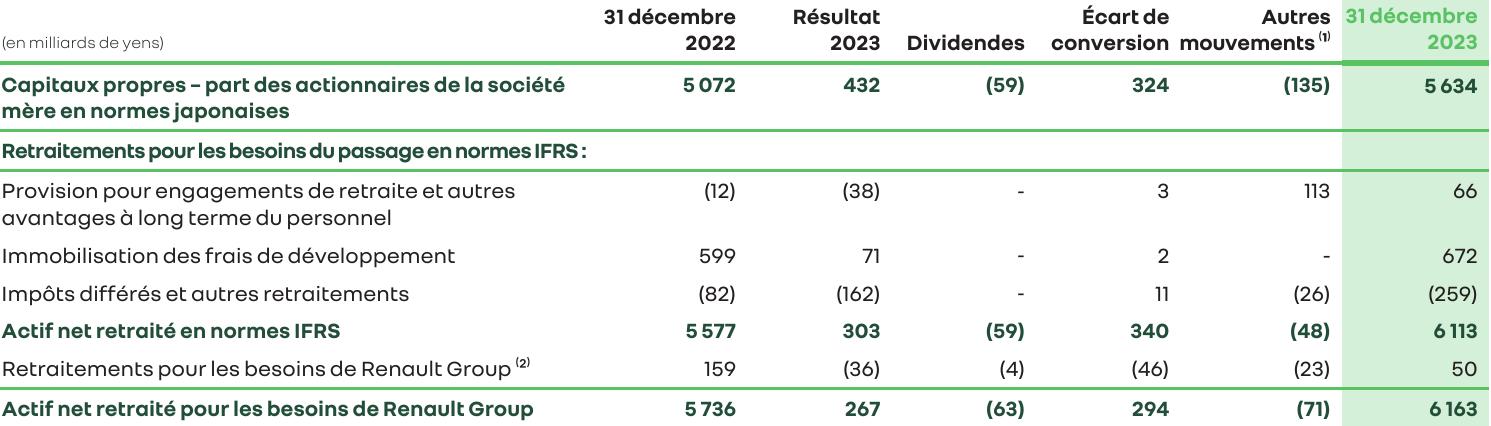 (en milliards de yens) 31 décembre 2022 Résultat 2023 Dividendes Écart de conversion Autres mouvements (1) 31 décembre 2023
Capitaux propres – part des actionnaires de la société mère en normes japonaises 5 072 432 (59) 324 (135) 5 634
Retraitements pour les besoins du passage en normes IFRS :
Provision pour engagements de retraite et autres avantages à long terme du personnel (12) (38) - 3 113 66
Immobilisation des frais de développement 599 71 - 2 - 672
Impôts différés et autres retraitements (82) (162) - 11 (26) (259)
Actif net retraité en normes IFRS 5 577 303 (59) 340 (48) 6 113
Retraitements pour les besoins de Renault Group (2) 159 (36) (4) (46) (23) 50
Actif net retraité pour les besoins de Renault Group 5 736 267 (63) 294 (71) 6 163